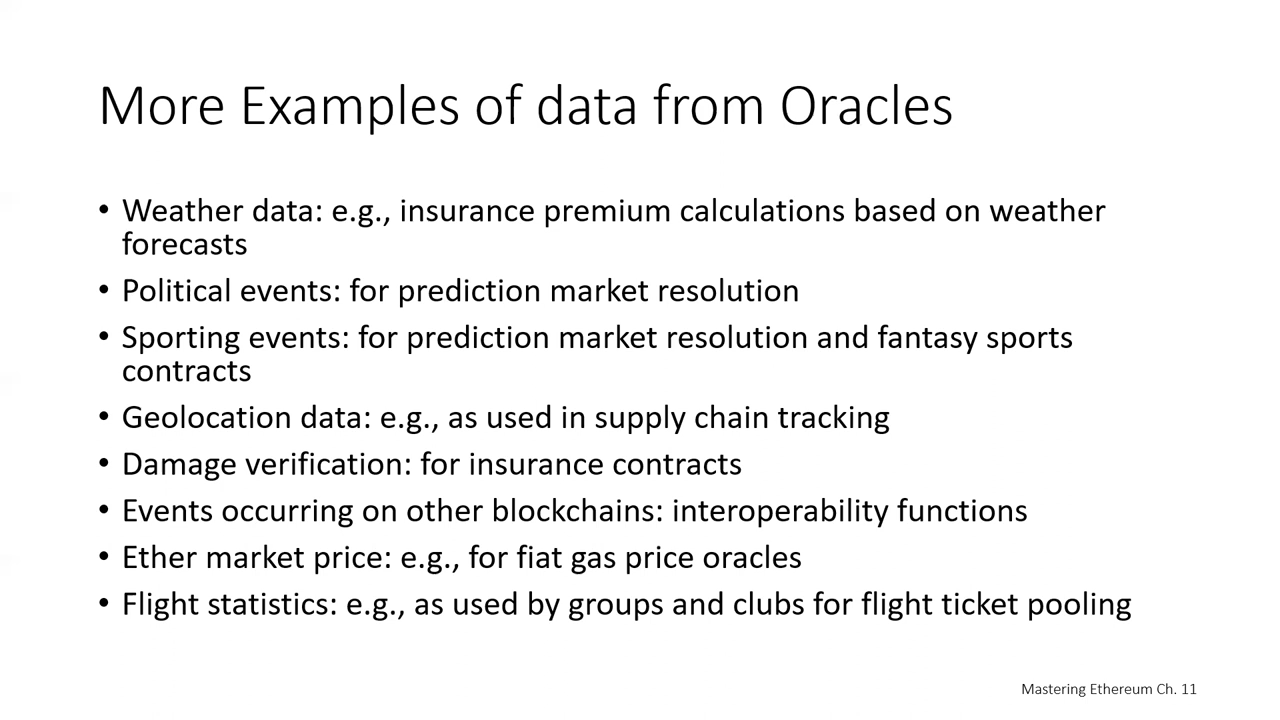 More Examples of data from Oracles
• Weather data: e.g., insurance premium calculations based on weather
forecasts
• Political events: for prediction market resolution
• Sporting events: for prediction market resolution and fantasy sports
contracts
• Geolocation data: e.g., as used in supply chain tracking
• Damage verification: for insurance contracts
• Events occurring on other blockchains: interoperability functions
• Ether market price: e.g., for fiat gas price oracles
• Flight statistics: e.g., as used by groups and clubs for flight ticket pooling
Mastering Ethereum Ch. 11